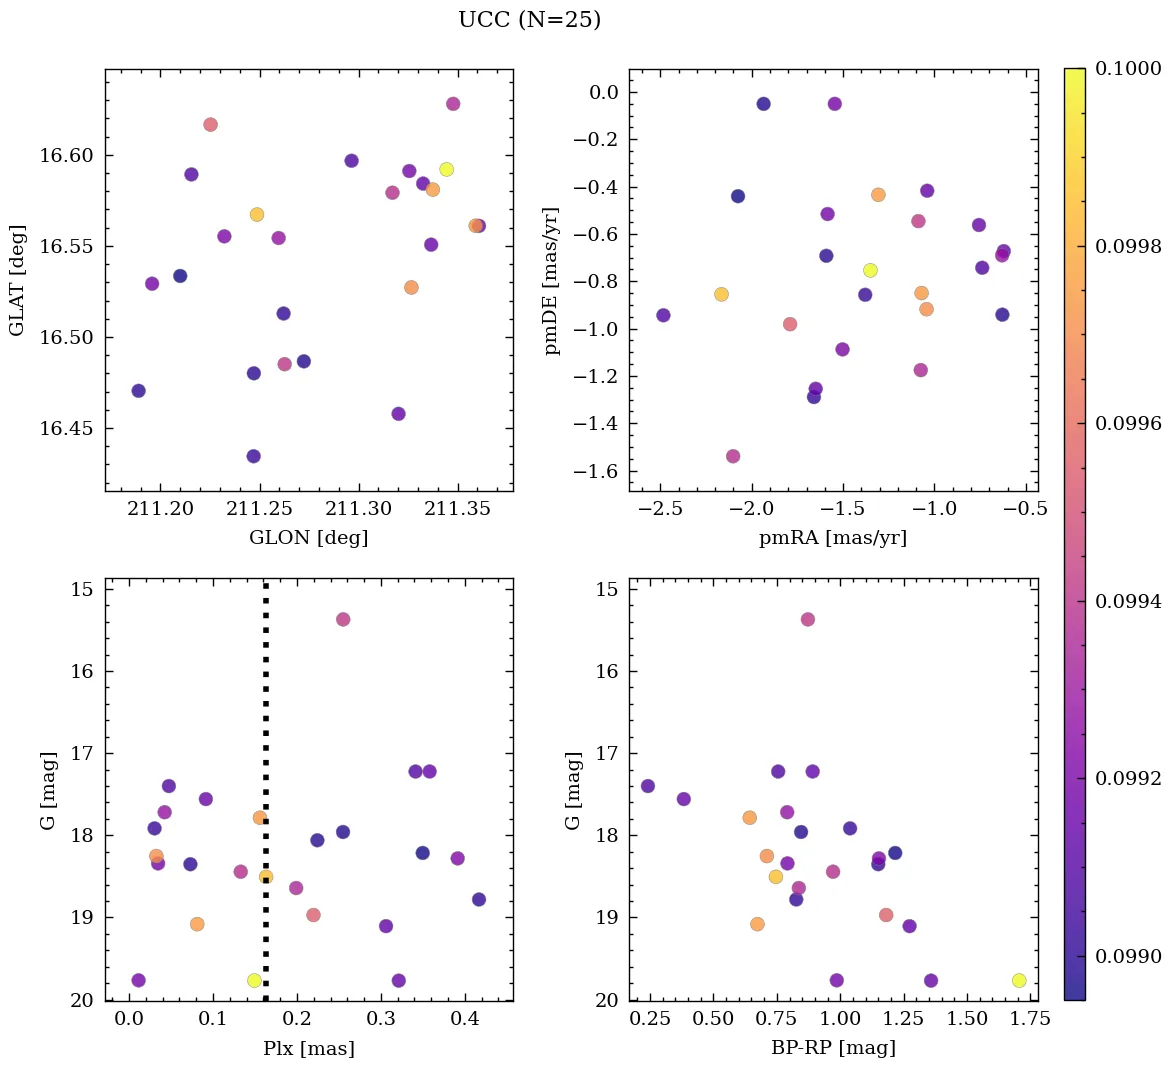 UCC (N=25)
16.60
16.55
16.50
16.45
GLAT [deg]
211.20 211.25 211.30 211.35
GLON [deg]
0.0
−0.2
−0.4
−0.6
−0.8
−1.0
−1.2
−1.4
−1.6
pmDE [mas/yr]
−2.5 −2.0 −1.5 −1.0 −0.5
pmRA [mas/yr]
15
16
17
18
19
20
G [mag]
0.0 0.1 0.2 0.3 0.4
Plx [mas]
15
16
17
18
19
20
G [mag]
0.25 0.50 0.75 1.00 1.25 1.50 1.75
BP-RP [mag]
0.1000
0.0998
0.0996
0.0994
0.0992
0.0990